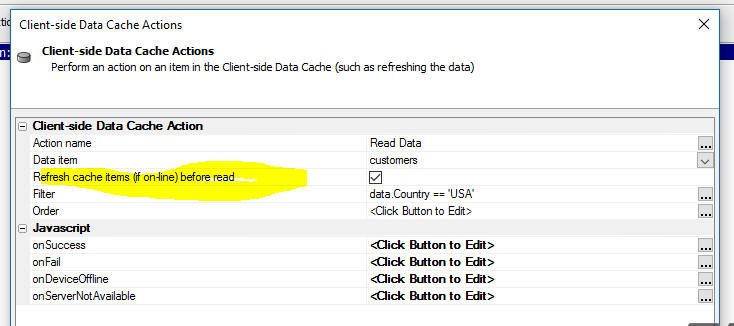 Client-side Data Cache Actions
Client-side Data Cache Actions
Perform an action on an item in the Client-side Data Cache (such as refreshing the data)
Client-side Data Cache Action
Action name Read Data ...
Data item customers
Refresh cache items (if on-line) before read
Filter data.Country == 'USA' ...
Order <Click Button to Edit> ...
Javascript
onSuccess <Click Button to Edit> ...
onFail <Click Button to Edit> ...
onDeviceOffline <Click Button to Edit> ...
onServerNotAvailable <Click Button to Edit> ...